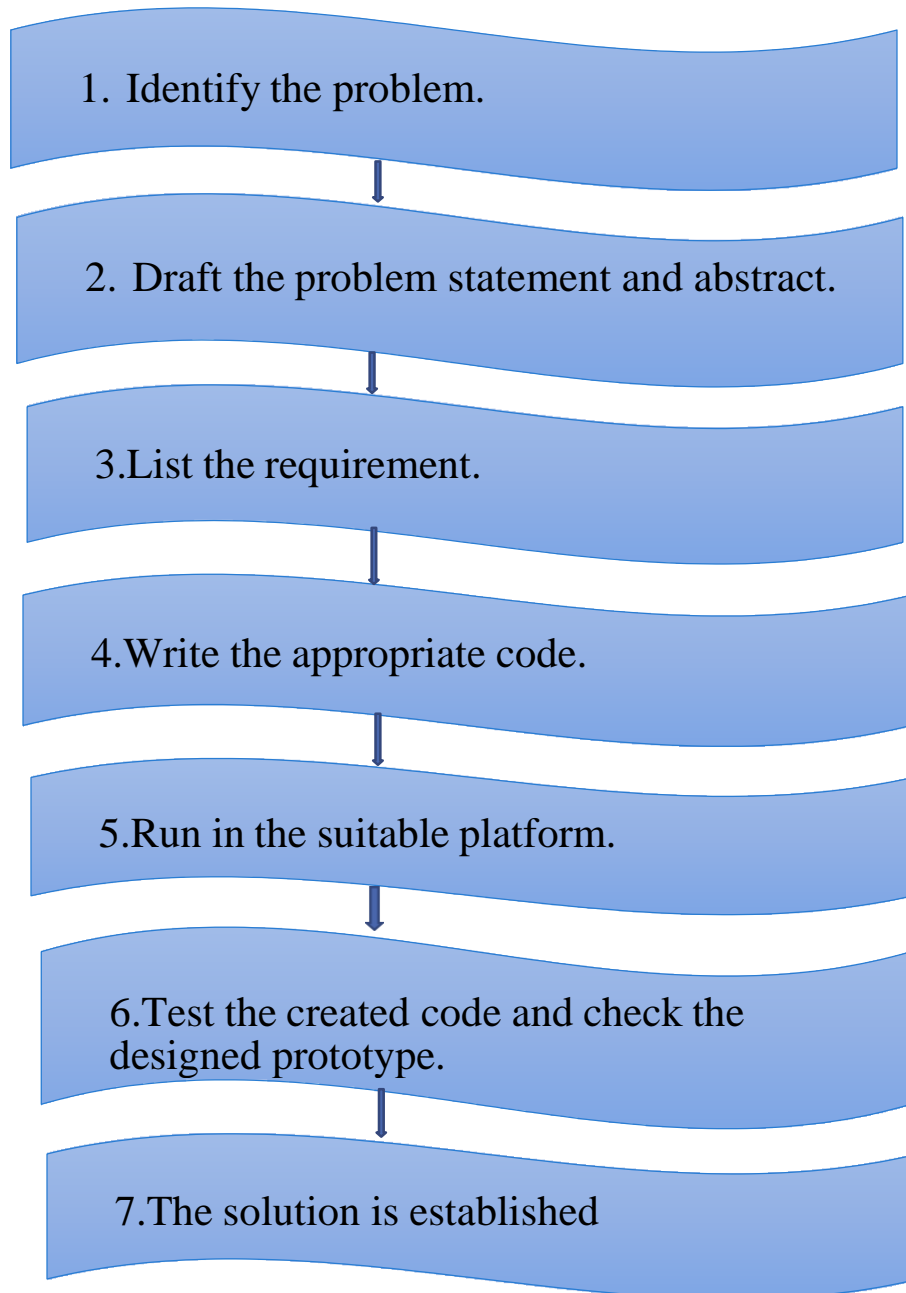 1. Identify the problem.
2. Draft the problem statement and abstract.
3.List the requirement.
4.Write the appropriate code.
5.Run in the suitable platform.
6.Test the created code and check the
designed prototype.
7.The solution is established